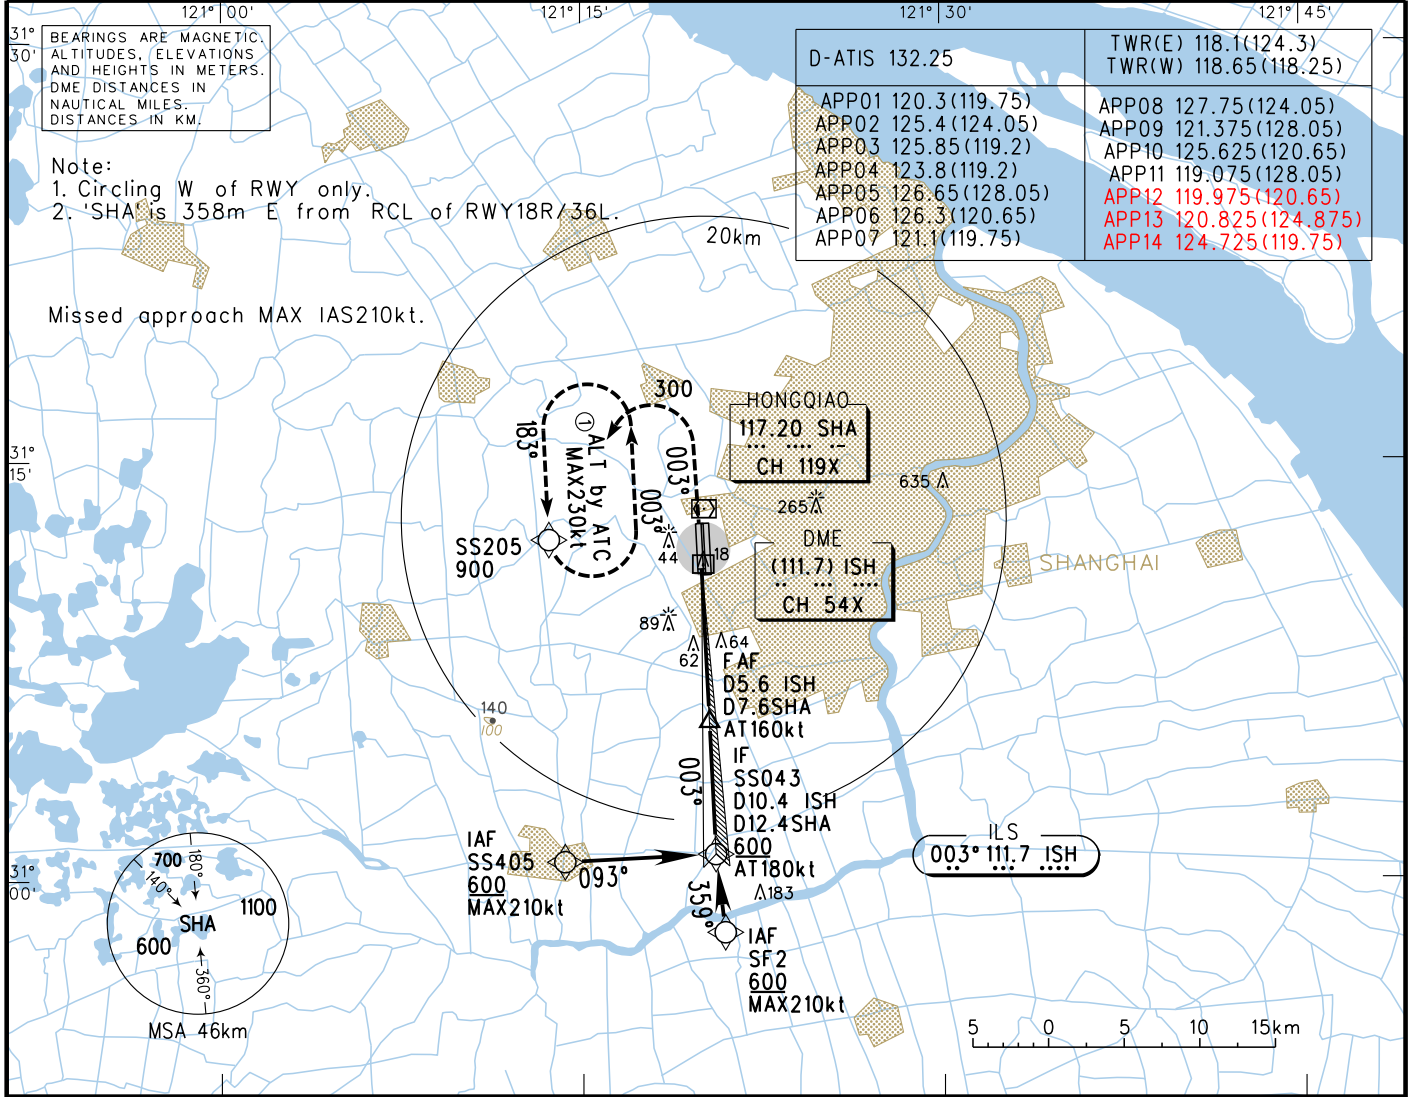 121° 00'
121° 15'
121° 30'
121° 45'
31°
30'
BEARINGS ARE MAGNETIC.
ALTITUDES, ELEVATIONS
AND HEIGHTS IN METERS.
DME DISTANCES IN
NAUTICAL MILES.
DISTANCES IN KM.
D-ATIS 132.25
TWR(E) 118.1(124.3)
TWR(W) 118.65(118.25)
APP01 120.3(119.75)
APP02 125.4(124.05)
APP03 125.85(119.2)
APP04 123.8(119.2)
APP05 126.65(128.05)
APP06 126.3(120.65)
APP07 121.1(119.75)
APP08 127.75(124.05)
APP09 121.375(128.05)
APP10 125.625(120.65)
APP11 119.075(128.05)
APP12 119.975(120.65)
APP13 120.825(124.875)
APP14 124.725(119.75)
Note:
1. Circling W of RWY only.
2. 'SHA' is 358m E from RCL of RWY18R/36L.
20km
Missed approach MAX IAS210kt.
300
HONGQIAO
117.20 SHA
CH 119X
183°
① ALT by ATC
MAX230kt
003°
003°
31°
15'
635
265
SS205
900
44
18
DME
(111.7) ISH
CH 54X
SHANGHAI
89
62
64
FAF
D5.6 ISH
D7.6SHA
AT160kt
140
100
003°
IF
SS043
D10.4 ISH
D12.4SHA
600
AT180kt
IAF
SS405
600
MAX210kt
093°
ILS
003° 111.7 ISH
31°
00'
183
359°
IAF
SF2
600
MAX210kt
700
180°
140°
SHA
1100
600
360°
MSA 46km
5 0 5 10 15km